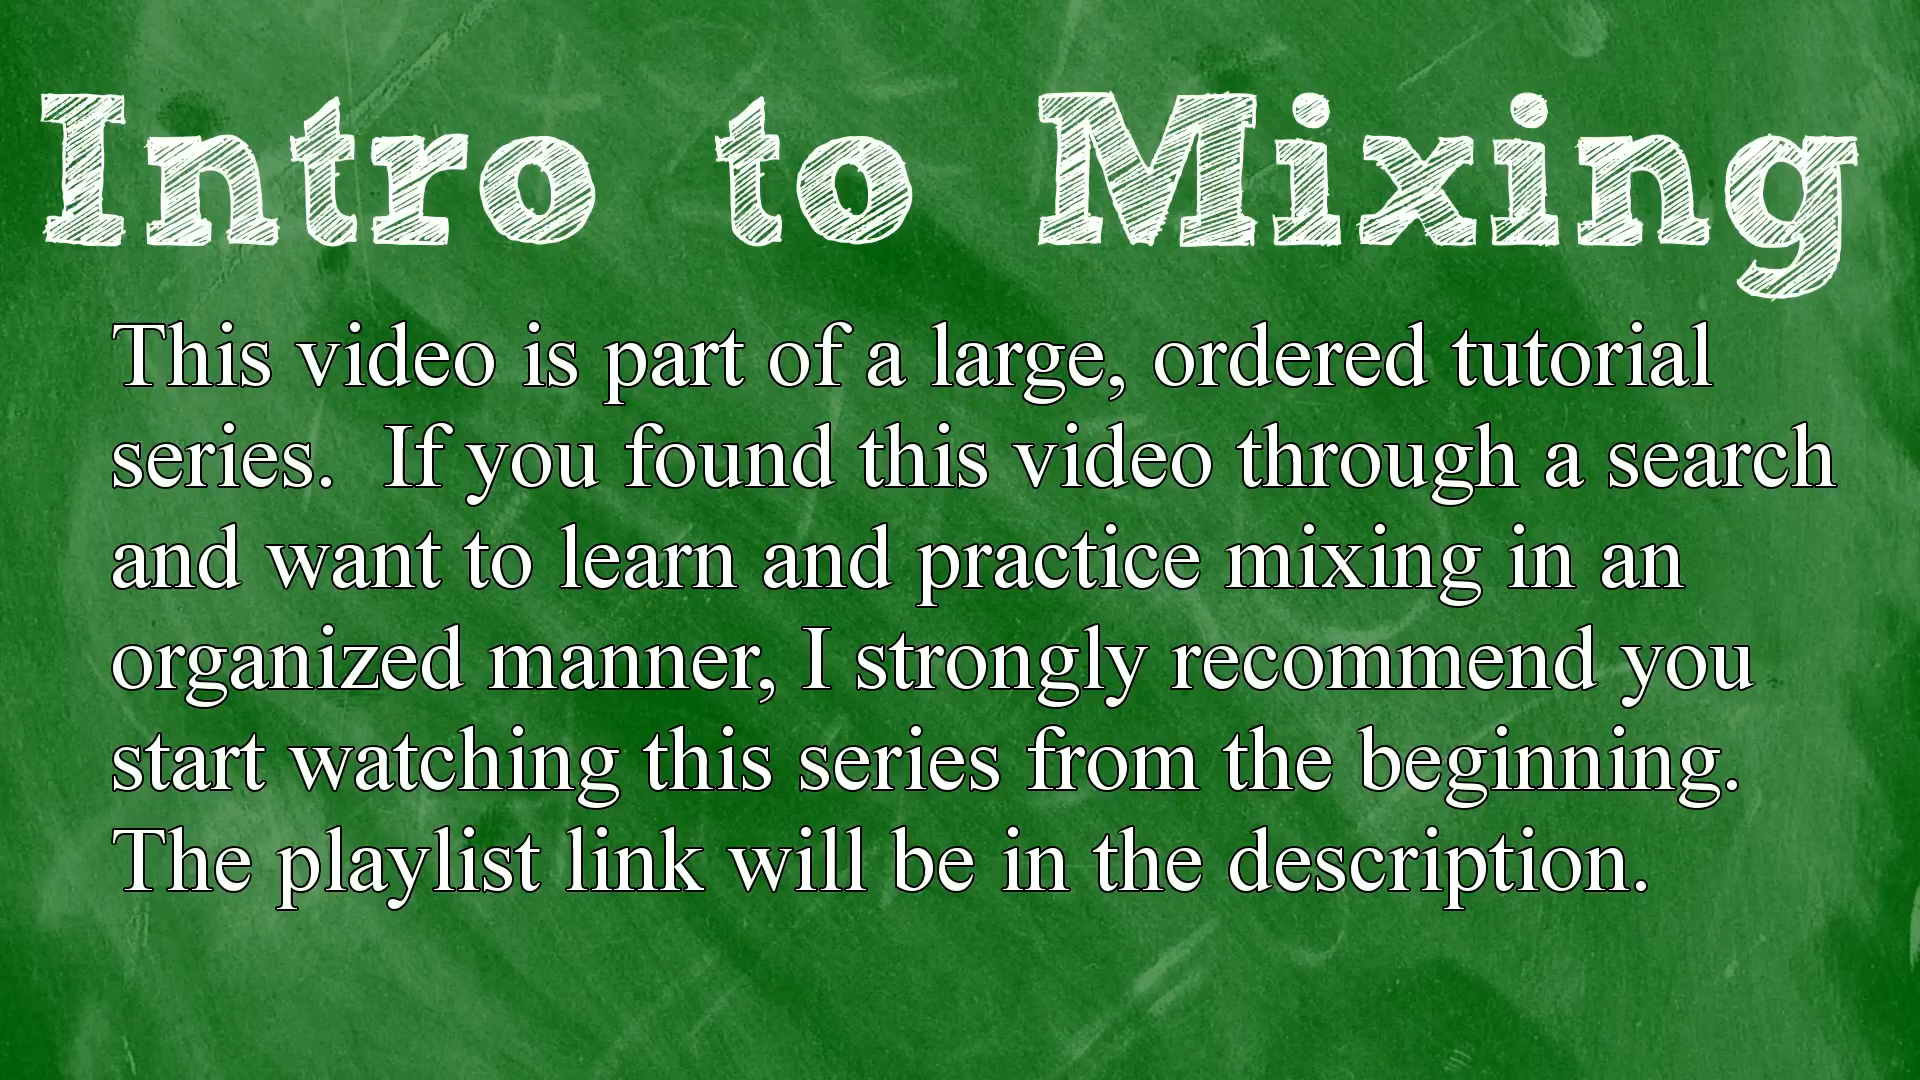 Intro to Mixing
This video is part of a large, ordered tutorial
series.  If you found this video through a search
and want to learn and practice mixing in an
organized manner, I strongly recommend you
start watching this series from the beginning.
The playlist link will be in the description.